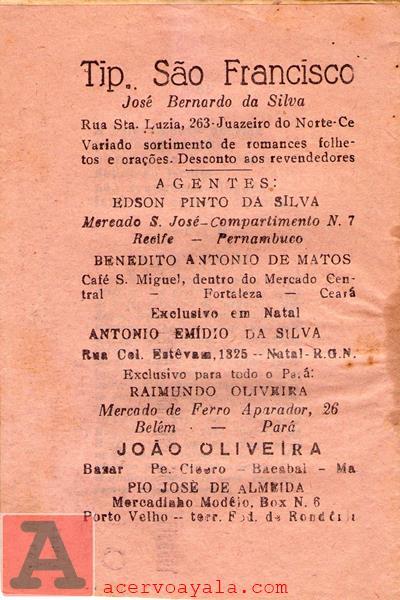 Tip. São Francisco
José Bernardo da Silva
Rua Sta. Luzia, 263-Juazeiro do Norte-Ce
Variado sortimento de romances folhe-
tos e orações. Desconto aos revendedores
AGENTES:
EDSON PINTO DA SILVA
Mercado S. José-Compartimento N. 7
Recife — Pernambuco
BENEDITO ANTONIO DE MATOS
Café S. Miguel, dentro do Mercado Cen-
tral — Fortaleza — Ceará
Exclusivo em Natal
ANTONIO EMÍDIO DA SILVA
Rua Cel. Estêvam, 1325 -- Natal- R.G.N.
Exclusivo para todo o Pará:
RAIMUNDO OLIVEIRA
Mercado de Ferro Aparador, 26
Belém — Pará
JOÃO OLIVEIRA
Bazar Pe. Cicero - Bacabal - Ma
PIO JOSÉ DE ALMEIDA
Mercadinho Modêlo, Box N. 6
Porto Velho -- terr. Fed. de Rondônia
A
acervoayala.com